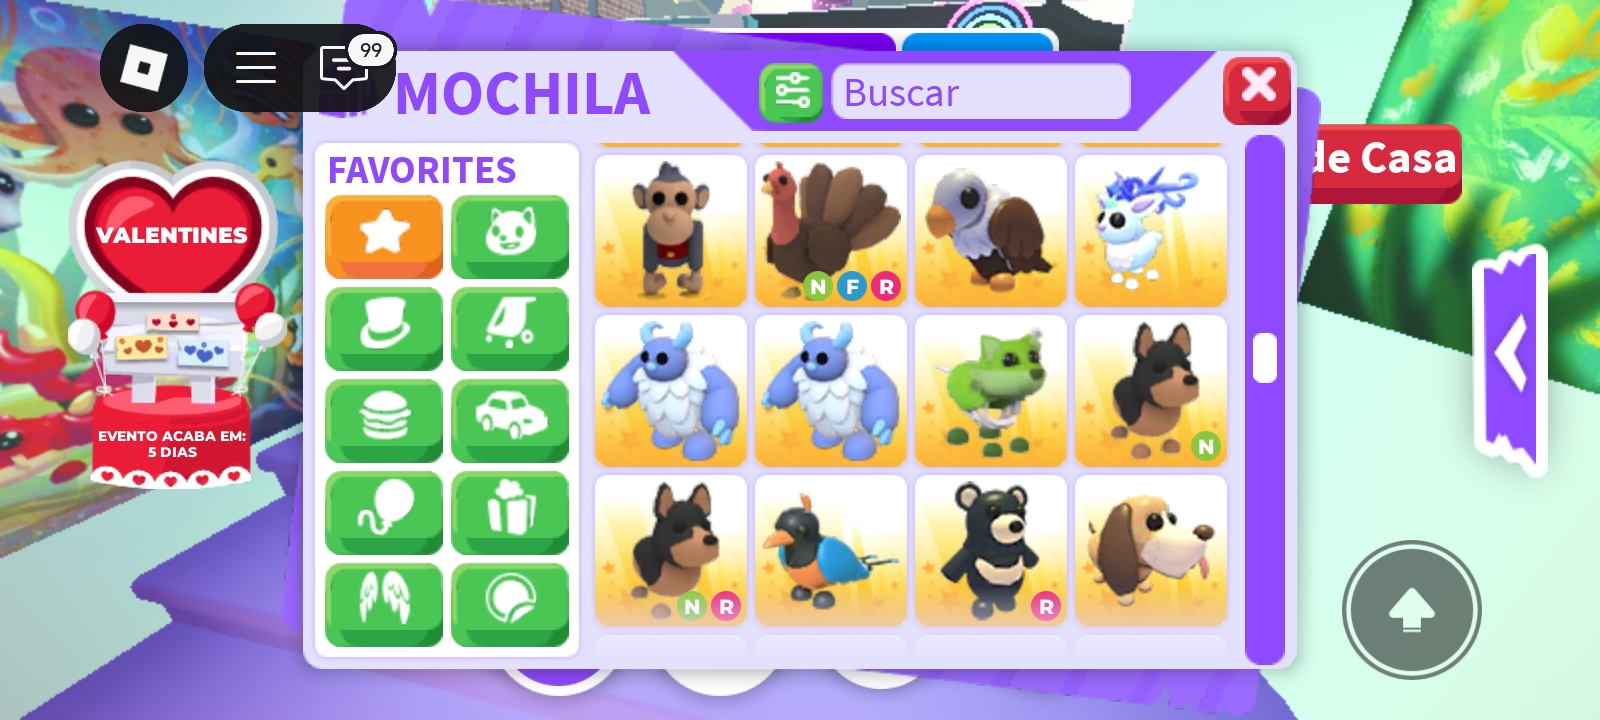 99
MOCHILA
Buscar
FAVORITES
de Casa
VALENTINES
EVENTO ACABA EM:
5 DIAS
N F R
N
N R
R